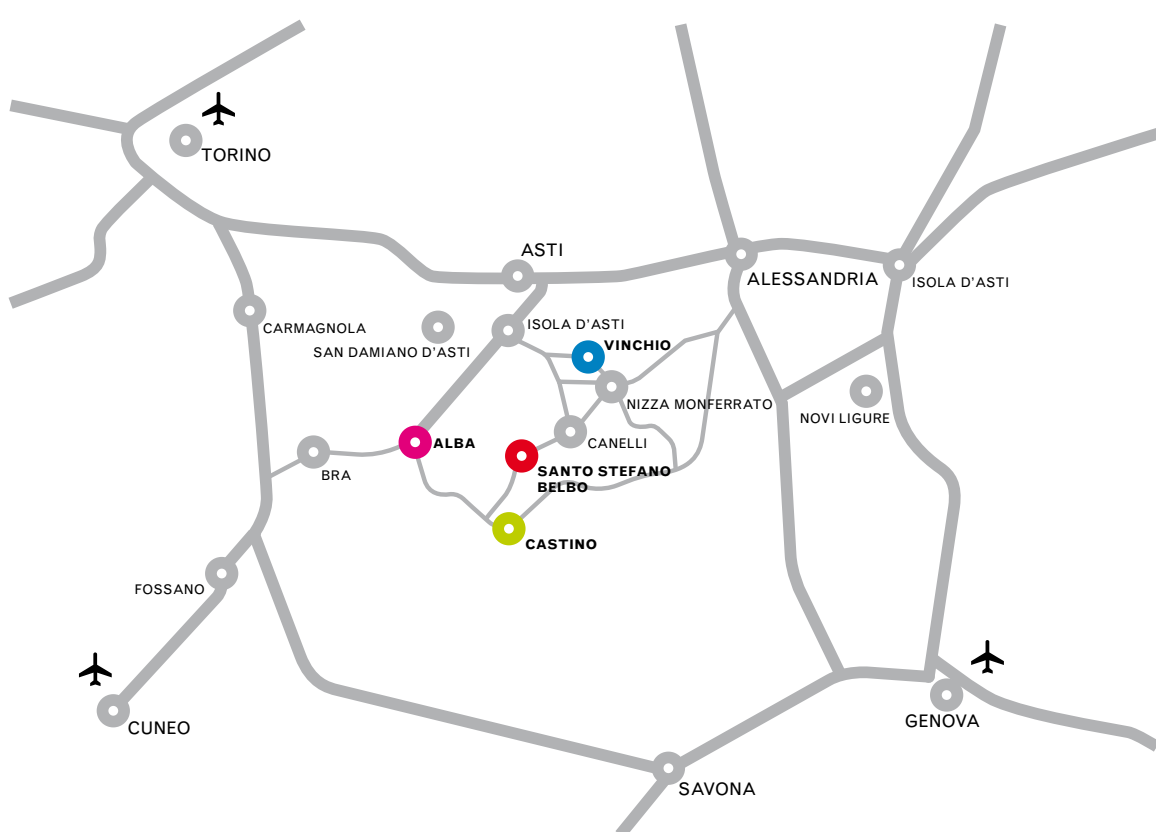 TORINO
ASTI
ALESSANDRIA
ISOLA D'ASTI
CARMAGNOLA
ISOLA D'ASTI
SAN DAMIANO D'ASTI
VINCHIO
NIZZA MONFERRATO
NOVI LIGURE
ALBA
CANELLI
BRA
SANTO STEFANO
BELBO
CASTINO
FOSSANO
CUNEO
GENOVA
SAVONA